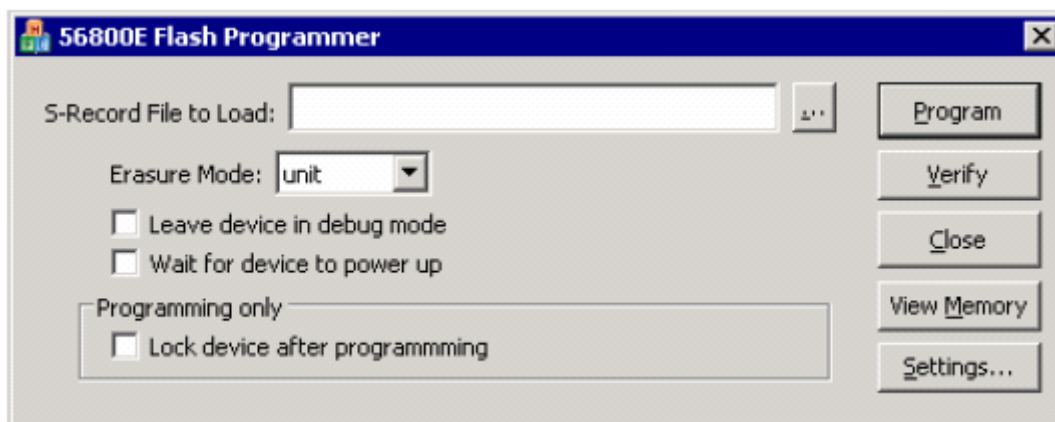 56800E Flash Programmer
S-Record File to Load:
...
Program
Erasure Mode: unit
Verify
Leave device in debug mode
Close
Wait for device to power up
Programming only
View Memory
Lock device after programmming
Settings...